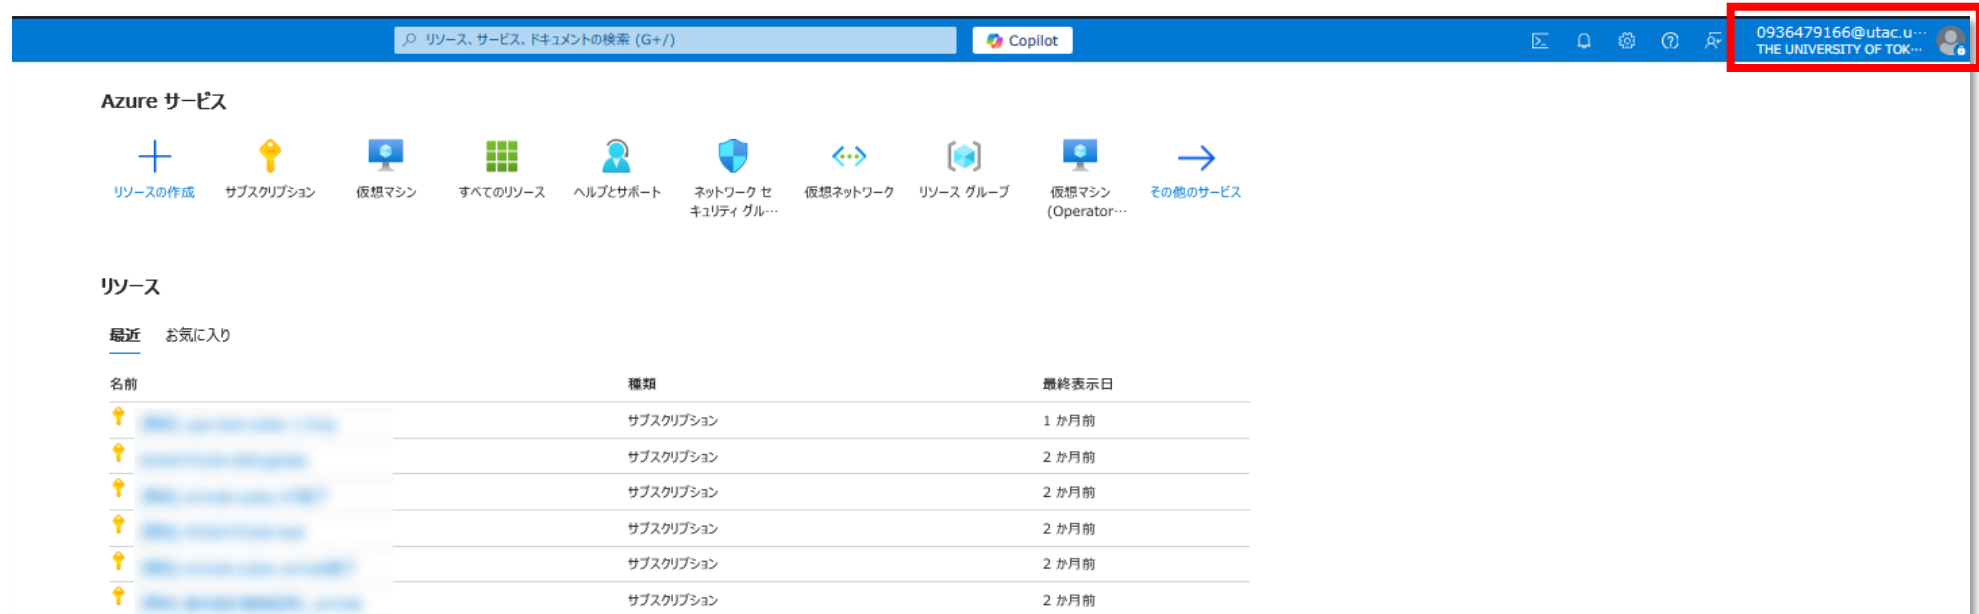 リソース、サービス、ドキュメントの検索 (G+/)
Copilot
0936479166@utac.u…
THE UNIVERSITY OF TOK…
Azure サービス
リソースの作成
サブスクリプション
仮想マシン
すべてのリソース
ヘルプとサポート
ネットワーク セ
キュリティ グル…
仮想ネットワーク
リソース グループ
仮想マシン
(Operator…
その他のサービス
リソース
最近 お気に入り
名前 種類 最終表示日
サブスクリプション 1 か月前
サブスクリプション 2 か月前
サブスクリプション 2 か月前
サブスクリプション 2 か月前
サブスクリプション 2 か月前
サブスクリプション 2 か月前